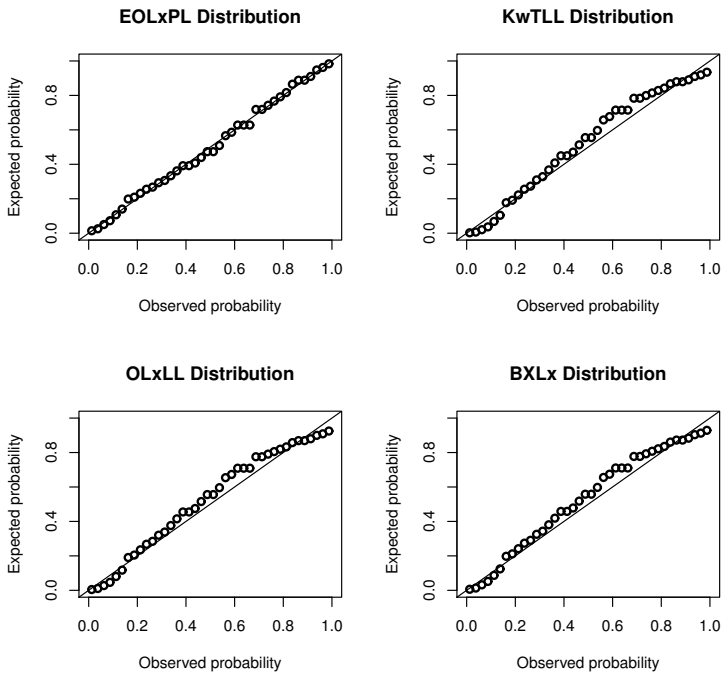 EOLxPL Distribution
Expected probability
0.0 0.4 0.8
0.0 0.2 0.4 0.6 0.8 1.0
Observed probability
KwTLL Distribution
Expected probability
0.0 0.4 0.8
0.0 0.2 0.4 0.6 0.8 1.0
Observed probability
OLxLL Distribution
Expected probability
0.0 0.4 0.8
0.0 0.2 0.4 0.6 0.8 1.0
Observed probability
BXLx Distribution
Expected probability
0.0 0.4 0.8
0.0 0.2 0.4 0.6 0.8 1.0
Observed probability